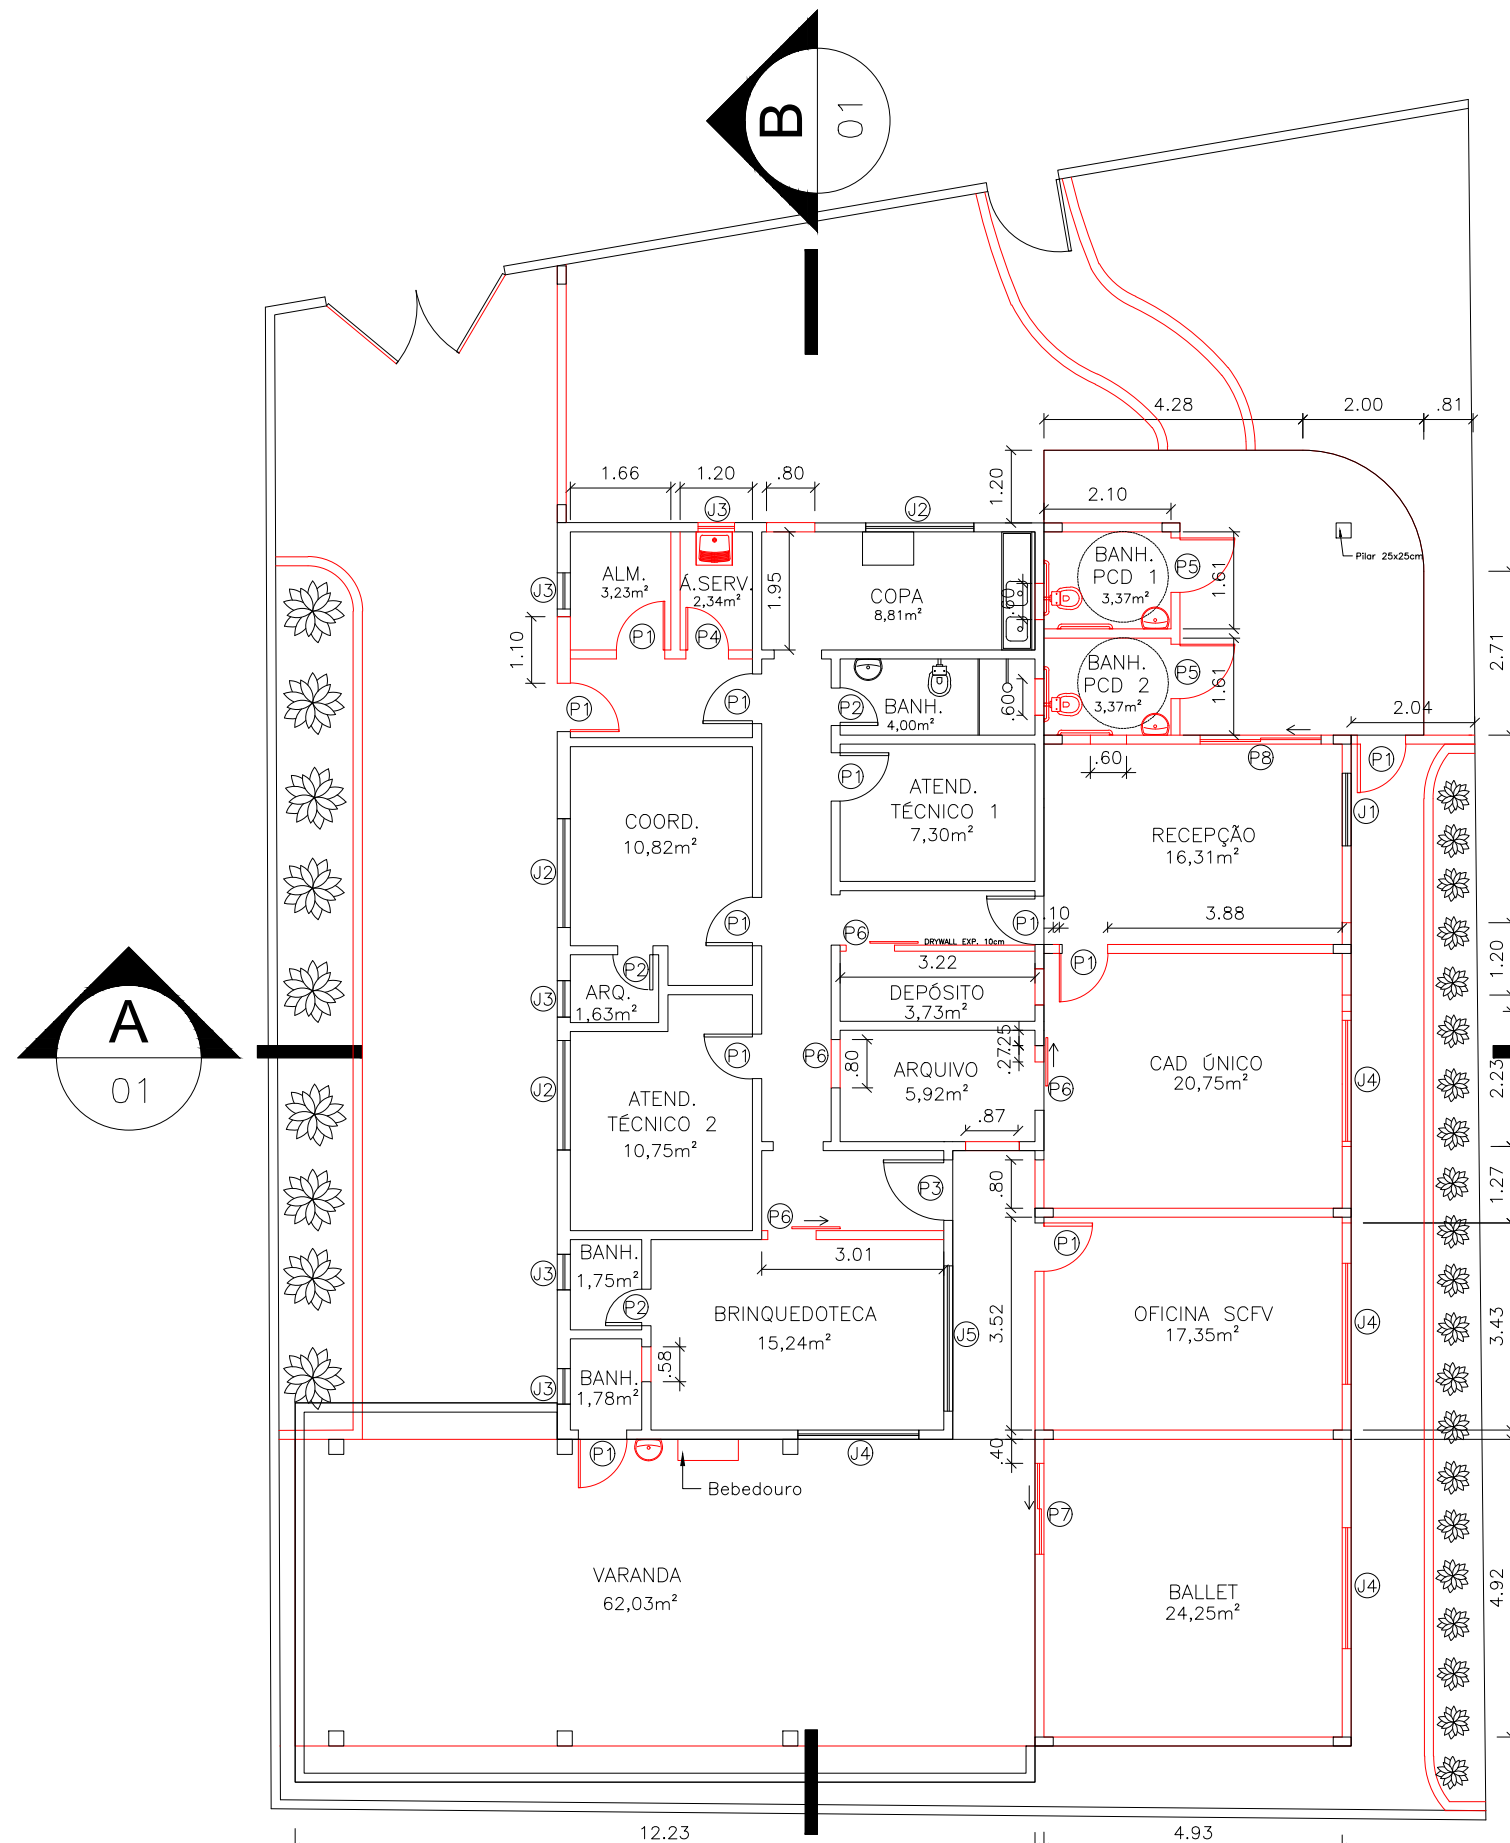 B
01
4.28
2.00
.81
1.66
1.20
.80
1.20
2.10
J3
J2
Pilar 25x25cm
BANH.
PCD 1
3,37m²
P5
1.61
ALM.
3,23m²
Á.SERV.
2,34m²
1.95
COPA
8,81m²
.60
J3
P1
P4
1.10
2.71
BANH.
PCD 2
3,37m²
P5
1.61
P1
P1
P2
BANH.
4,00m²
.60
2.04
.60
P8
P1
P1
ATEND.
TÉCNICO 1
7,30m²
J1
COORD.
10,82m²
RECEPÇÃO
16,31m²
J2
P1
P1
.10
3.88
P6
DRYWALL EXP. 10cm
P1
3.22
1.20
P2
ARQ.
1,63m²
J3
DEPÓSITO
3,73m²
A
01
P1
P6
.80
ARQUIVO
5,92m²
.25
.27
P6
CAD ÚNICO
20,75m²
J4
2.23
J2
ATEND.
TÉCNICO 2
10,75m²
.87
P3
.80
1.27
P6
P1
3.01
BANH.
1,75m²
J3
P2
BRINQUEDOTECA
15,24m²
J5
3.52
OFICINA SCFV
17,35m²
J4
3.43
.58
BANH.
1,78m²
J3
P1
J4
.40
Bebedouro
P7
VARANDA
62,03m²
BALLET
24,25m²
J4
4.92
12.23
4.93